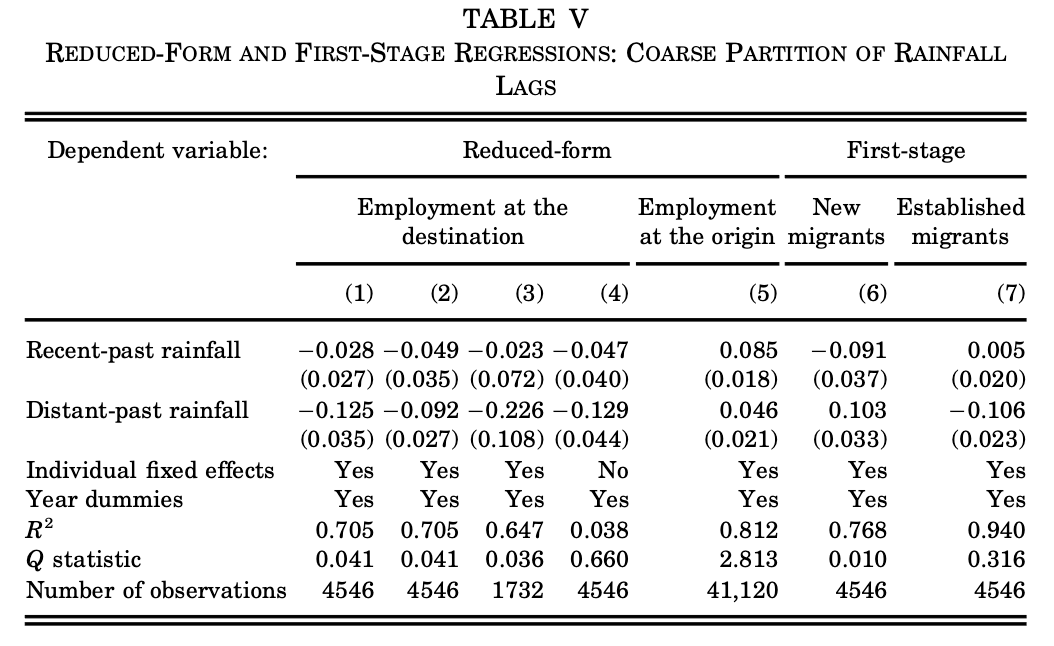 TABLE V
REDUCED-FORM AND FIRST-STAGE REGRESSIONS: COARSE PARTITION OF RAINFALL
LAGS
Dependent variable: Reduced-form First-stage
Employment at the Employment New Established
destination at the origin migrants migrants
(1) (2) (3) (4) (5) (6) (7)
Recent-past rainfall −0.028 −0.049 −0.023 −0.047 0.085 −0.091 0.005
(0.027) (0.035) (0.072) (0.040) (0.018) (0.037) (0.020)
Distant-past rainfall −0.125 −0.092 −0.226 −0.129 0.046 0.103 −0.106
(0.035) (0.027) (0.108) (0.044) (0.021) (0.033) (0.023)
Individual fixed effects Yes Yes Yes No Yes Yes Yes
Year dummies Yes Yes Yes Yes Yes Yes Yes
R² 0.705 0.705 0.647 0.038 0.812 0.768 0.940
Q statistic 0.041 0.041 0.036 0.660 2.813 0.010 0.316
Number of observations 4546 4546 1732 4546 41,120 4546 4546